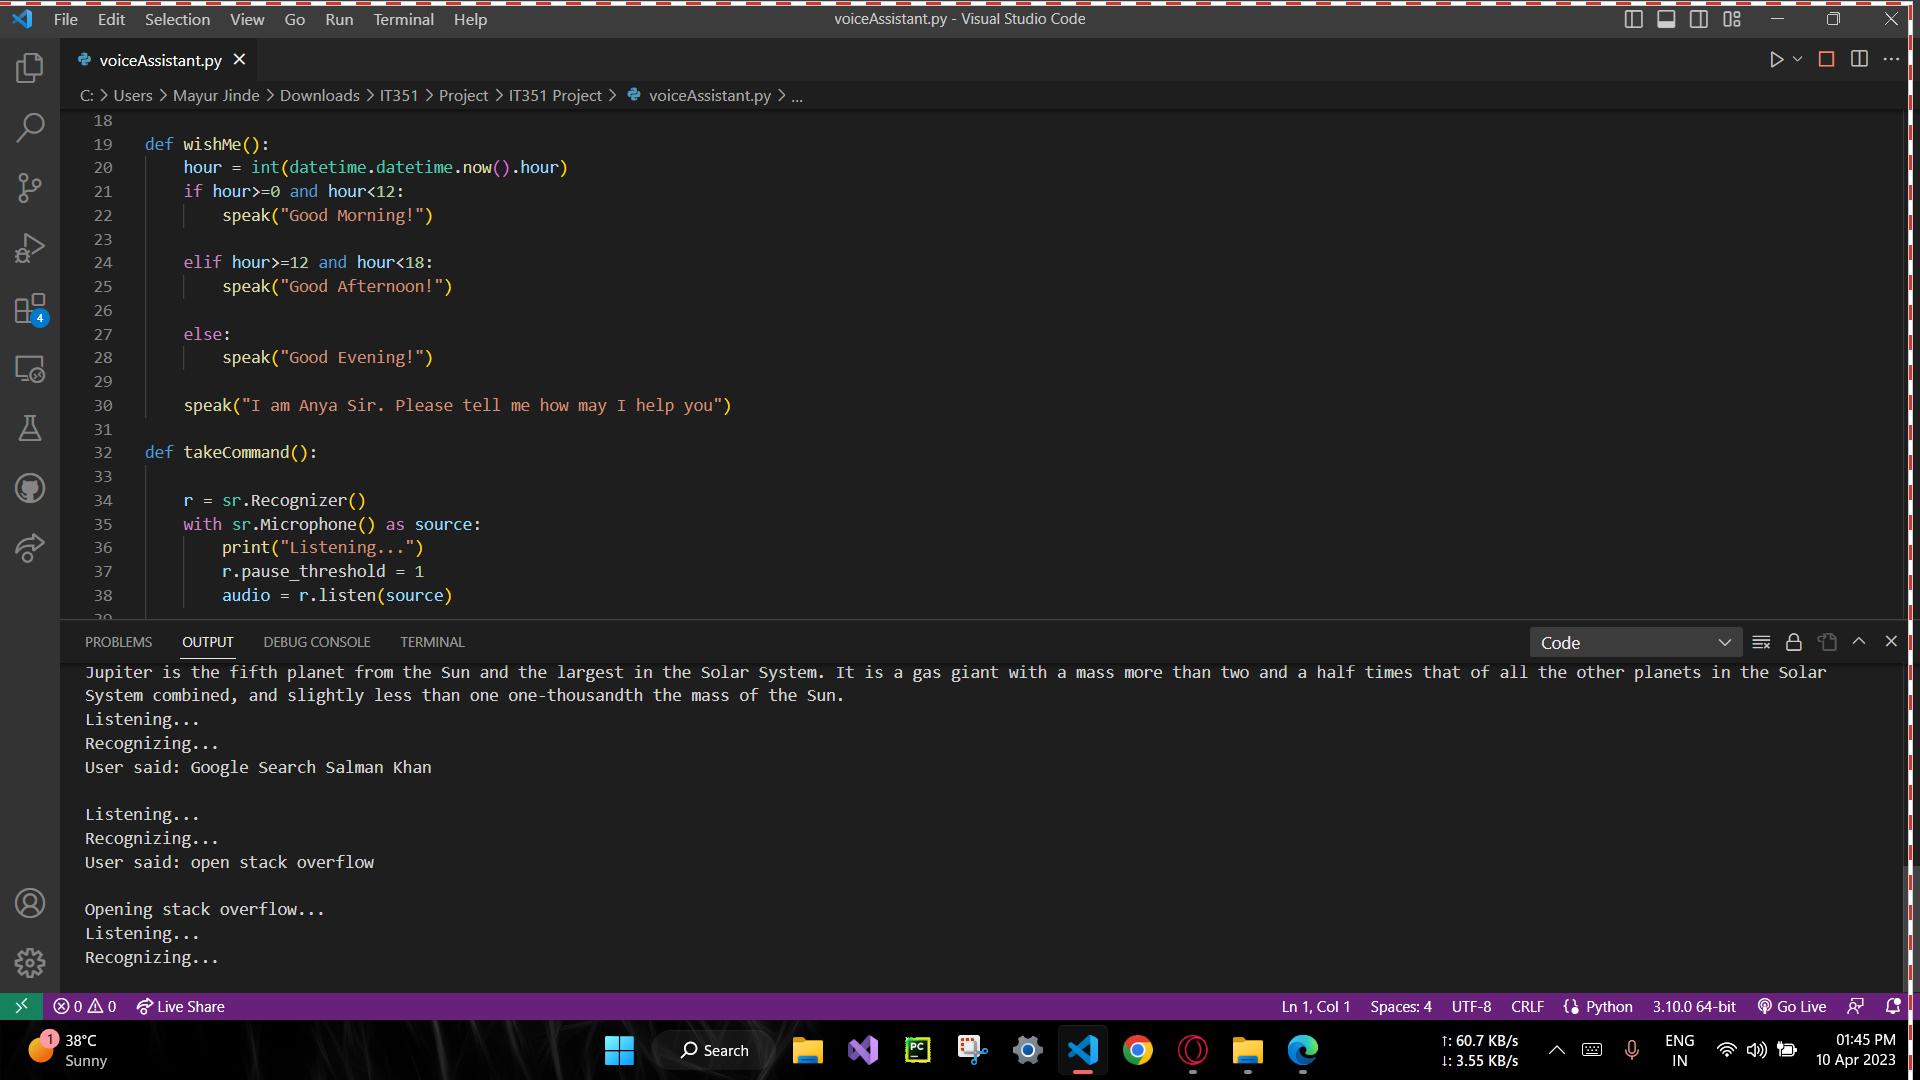 File Edit Selection View Go Run Terminal Help
voiceAssistant.py - Visual Studio Code
voiceAssistant.py
C: > Users > Mayur Jinde > Downloads > IT351 > Project > IT351 Project > voiceAssistant.py > ...
18
19 def wishMe():
20     hour = int(datetime.datetime.now().hour)
21     if hour>=0 and hour<12:
22         speak("Good Morning!")
23
24     elif hour>=12 and hour<18:
25         speak("Good Afternoon!")
26
27     else:
28         speak("Good Evening!")
29
30     speak("I am Anya Sir. Please tell me how may I help you")
31
32 def takeCommand():
33
34     r = sr.Recognizer()
35     with sr.Microphone() as source:
36         print("Listening...")
37         r.pause_threshold = 1
38         audio = r.listen(source)
4
PROBLEMS OUTPUT DEBUG CONSOLE TERMINAL
Code
Jupiter is the fifth planet from the Sun and the largest in the Solar System. It is a gas giant with a mass more than two and a half times that of all the other planets in the Solar
System combined, and slightly less than one one-thousandth the mass of the Sun.
Listening...
Recognizing...
User said: Google Search Salman Khan
Listening...
Recognizing...
User said: open stack overflow
Opening stack overflow...
Listening...
Recognizing...
0 0 Live Share
Ln 1, Col 1 Spaces: 4 UTF-8 CRLF Python 3.10.0 64-bit Go Live
1 38°C
Sunny
Search
PC
↑: 60.7 KB/s
↓: 3.55 KB/s
ENG
IN
01:45 PM
10 Apr 2023